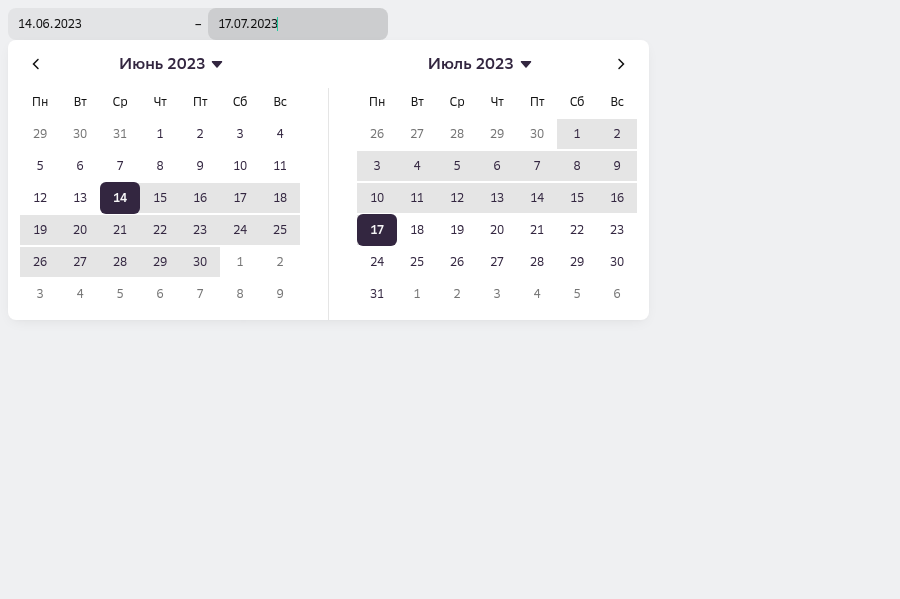 14.06.2023 – 17.07.2023
Июнь 2023 Июль 2023
Пн Вт Ср Чт Пт Сб Вс
29 30 31 1 2 3 4
5 6 7 8 9 10 11
12 13 14 15 16 17 18
19 20 21 22 23 24 25
26 27 28 29 30 1 2
3 4 5 6 7 8 9
Пн Вт Ср Чт Пт Сб Вс
26 27 28 29 30 1 2
3 4 5 6 7 8 9
10 11 12 13 14 15 16
17 18 19 20 21 22 23
24 25 26 27 28 29 30
31 1 2 3 4 5 6